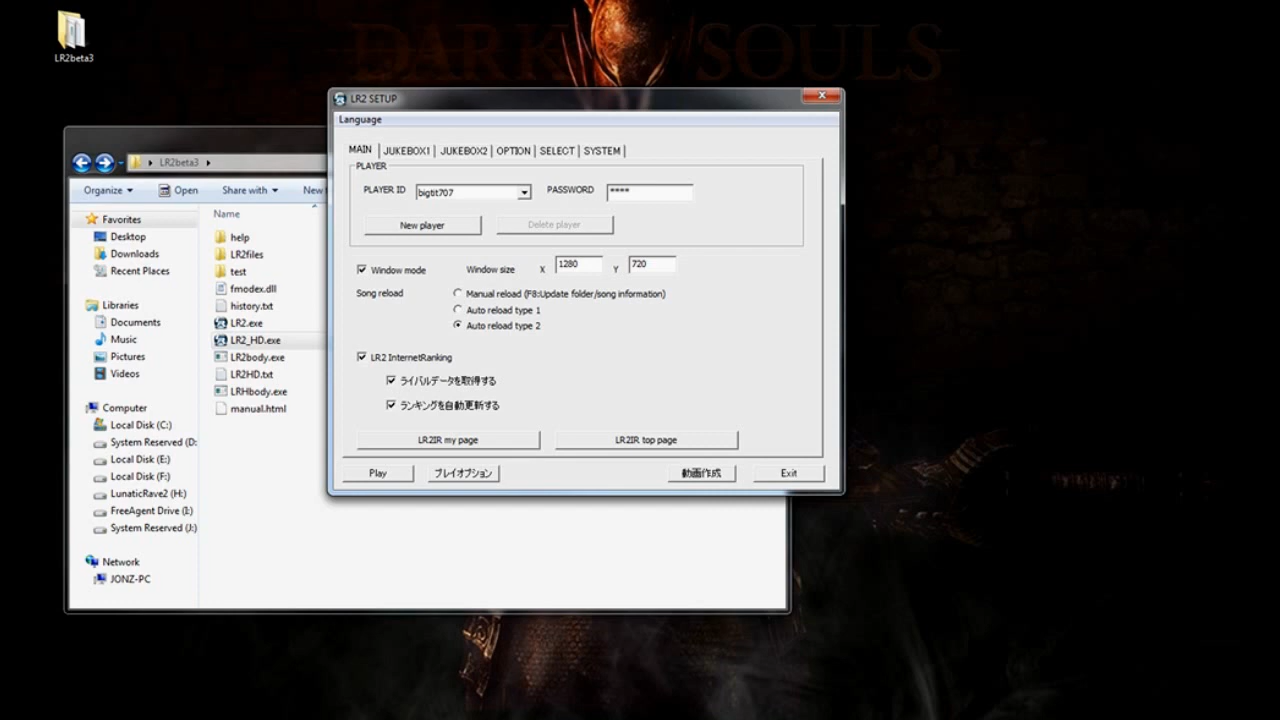 DARK SOULS
LR2beta3
LR2 SETUP
Language
MAIN JUKEBOX1 JUKEBOX2 OPTION SELECT SYSTEM
PLAYER
PLAYER ID bigtit707 PASSWORD ****
New player Delete player
Window mode Window size X 1280 Y 720
Song reload Manual reload (F8:Update folder/song information)
Auto reload type 1
Auto reload type 2
LR2 InternetRanking
ライバルデータを取得する
ランキングを自動更新する
LR2IR my page LR2IR top page
Play プレイオプション 動画作成 Exit
LR2beta3
Organize Open Share with New
Favorites
Desktop
Downloads
Recent Places
Libraries
Documents
Music
Pictures
Videos
Computer
Local Disk (C:)
System Reserved (D:
Local Disk (E:)
Local Disk (F:)
LunaticRave2 (H:)
FreeAgent Drive (I:)
System Reserved (J:)
Network
JONZ-PC
Name
help
LR2files
test
fmodex.dll
history.txt
LR2.exe
LR2_HD.exe
LR2body.exe
LR2HD.txt
LRHbody.exe
manual.html